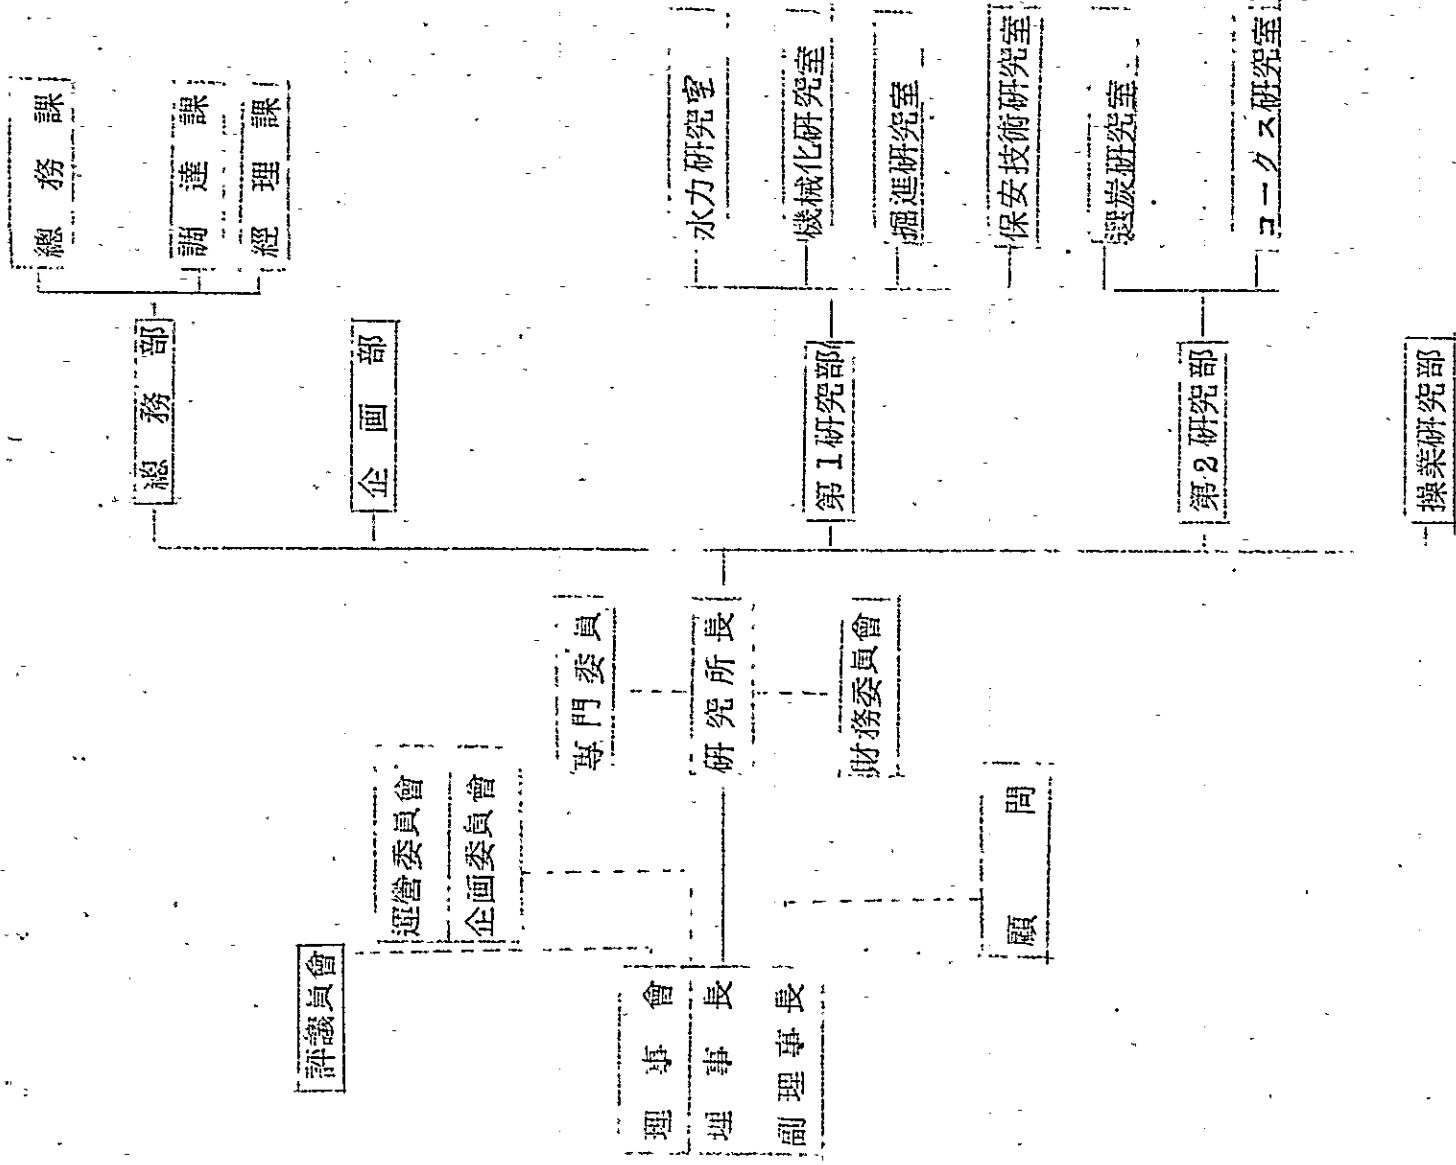 評議員會
理事會
理事長
副理事長
運營委員會
企画委員會
顧問
專門委員
研究所長
財務委員會
總務部
企画部
第1研究部
第2研究部
操業研究部
總務課
調達課
經理課
水力研究室
機械化研究室
掘進研究室
保安技術研究室
選炭研究室
コークス研究室